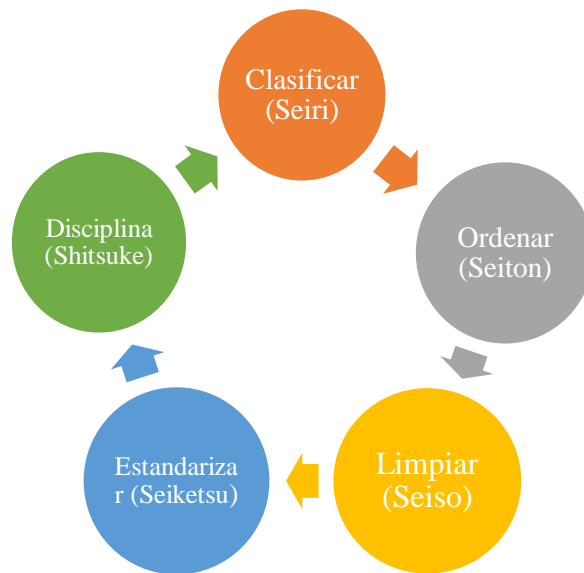 Clasificar
(Seiri)
Ordenar
(Seiton)
Limpiar
(Seiso)
Estandariza
r (Seiketsu)
Disciplina
(Shitsuke)